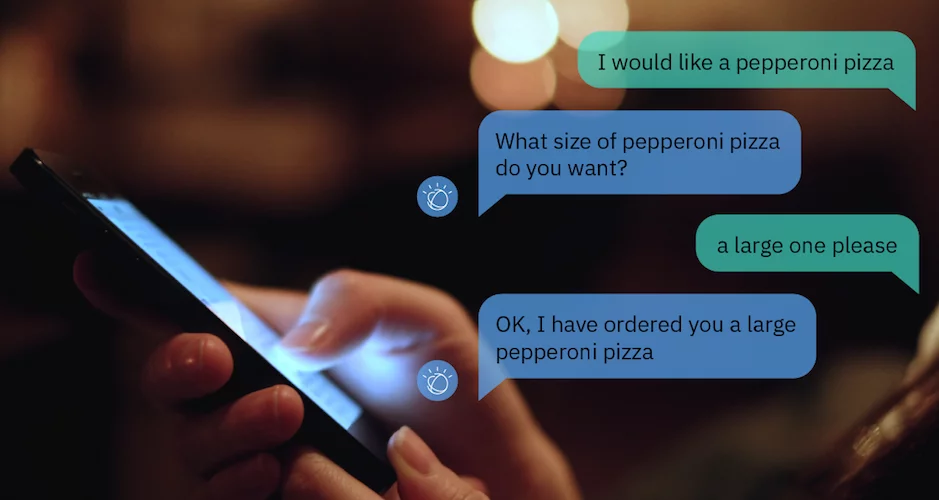 I would like a pepperoni pizza
What size of pepperoni pizza
do you want?
a large one please
OK, I have ordered you a large
pepperoni pizza